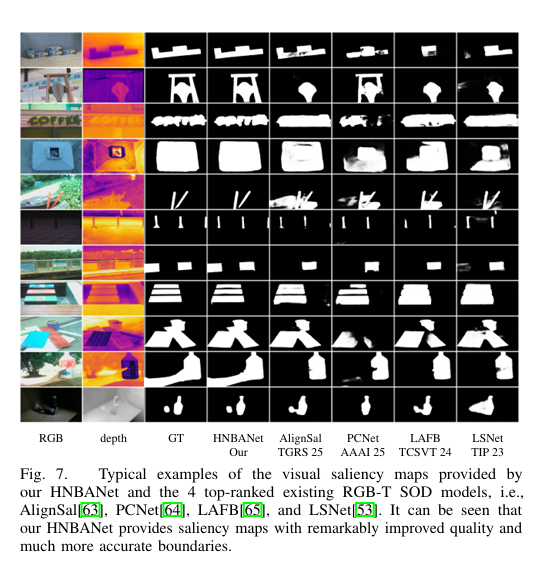 COFFEE
RGB depth GT HNBANet AlignSal PCNet LAFB LSNet
Our TGRS 25 AAAI 25 TCSVT 24 TIP 23
Fig. 7. Typical examples of the visual saliency maps provided by
our HNBANet and the 4 top-ranked existing RGB-T SOD models, i.e.,
AlignSal[63], PCNet[64], LAFB[65], and LSNet[53]. It can be seen that
our HNBANet provides saliency maps with remarkably improved quality and
much more accurate boundaries.